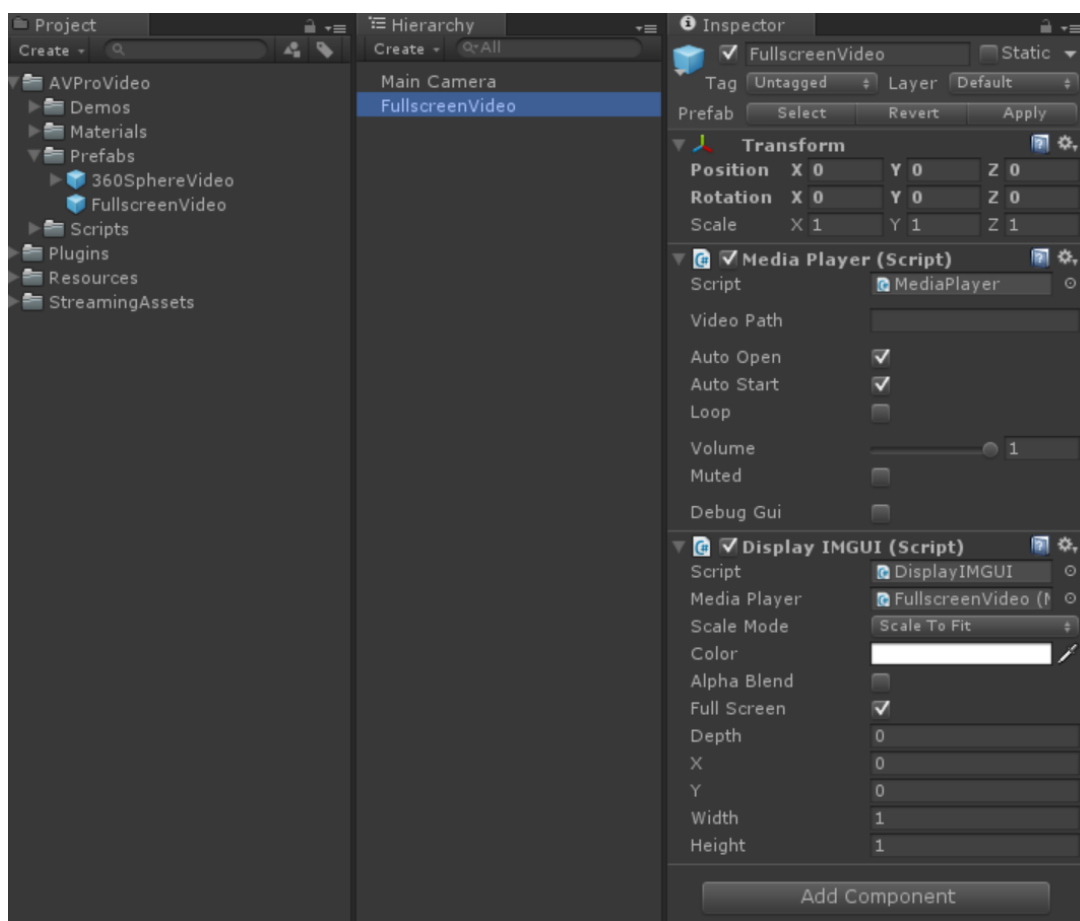 Project
Create
AVProVideo
Demos
Materials
Prefabs
360SphereVideo
FullscreenVideo
Scripts
Plugins
Resources
StreamingAssets
Hierarchy
Create All
Main Camera
FullscreenVideo
Inspector
FullscreenVideo Static
Tag Untagged Layer Default
Prefab Select Revert Apply
Transform
Position X 0 Y 0 Z 0
Rotation X 0 Y 0 Z 0
Scale X 1 Y 1 Z 1
Media Player (Script)
Script MediaPlayer
Video Path
Auto Open
Auto Start
Loop
Volume 1
Muted
Debug Gui
Display IMGUI (Script)
Script DisplayIMGUI
Media Player FullscreenVideo (M
Scale Mode Scale To Fit
Color
Alpha Blend
Full Screen
Depth 0
X 0
Y 0
Width 1
Height 1
Add Component